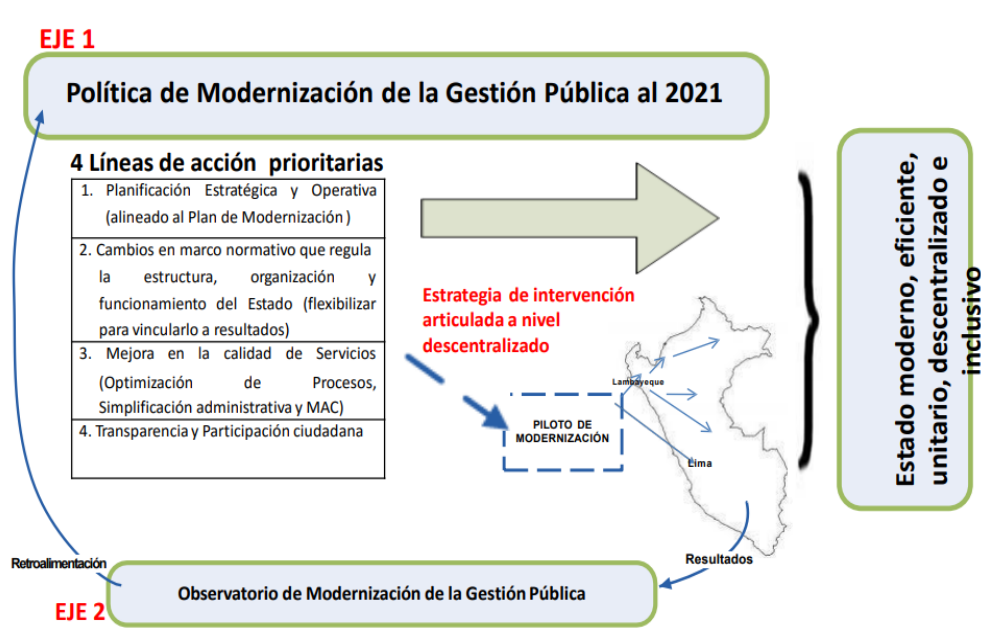 EJE 1
Política de Modernización de la Gestión Pública al 2021
4 Líneas de acción prioritarias
1. Planificación Estratégica y Operativa
(alineado al Plan de Modernización)
2. Cambios en marco normativo que regula
la estructura, organización y
funcionamiento del Estado (flexibilizar
para vincularlo a resultados)
3. Mejora en la calidad de Servicios
(Optimización de Procesos,
Simplificación administrativa y MAC)
4. Transparencia y Participación ciudadana
Estrategia de intervención
articulada a nivel
descentralizado
PILOTO DE
MODERNIZACIÓN
Lambayeque
Lima
Estado moderno, eficiente,
unitario, descentralizado e
inclusivo
Resultados
Retroalimentación
Observatorio de Modernización de la Gestión Pública
EJE 2